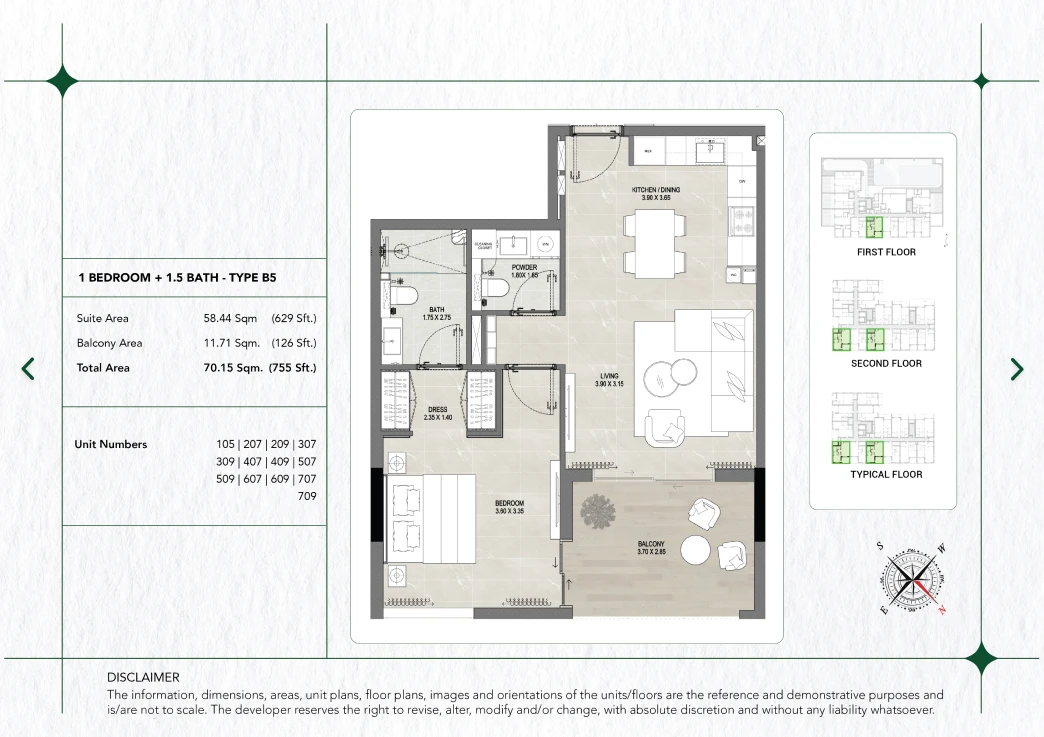 1 BEDROOM + 1.5 BATH - TYPE B5
Suite Area 58.44 Sqm (629 Sft.)
Balcony Area 11.71 Sqm. (126 Sft.)
Total Area 70.15 Sqm. (755 Sft.)
Unit Numbers 105 | 207 | 209 | 307
309 | 407 | 409 | 507
509 | 607 | 609 | 707
709
REF
KITCHEN / DINING
3.90 X 3.65
DW
CLEANING
CLOSET
WM
POWDER
1.60X 1.65
BATH
1.75 X 2.75
LIVING
3.90 X 3.15
DRESS
2.35 X 1.40
BEDROOM
3.60 X 3.35
BALCONY
3.70 X 2.85
FIRST FLOOR
SECOND FLOOR
TYPICAL FLOOR
S
W
E
N
DISCLAIMER
The information, dimensions, areas, unit plans, floor plans, images and orientations of the units/floors are the reference and demonstrative purposes and
is/are not to scale. The developer reserves the right to revise, alter, modify and/or change, with absolute discretion and without any liability whatsoever.